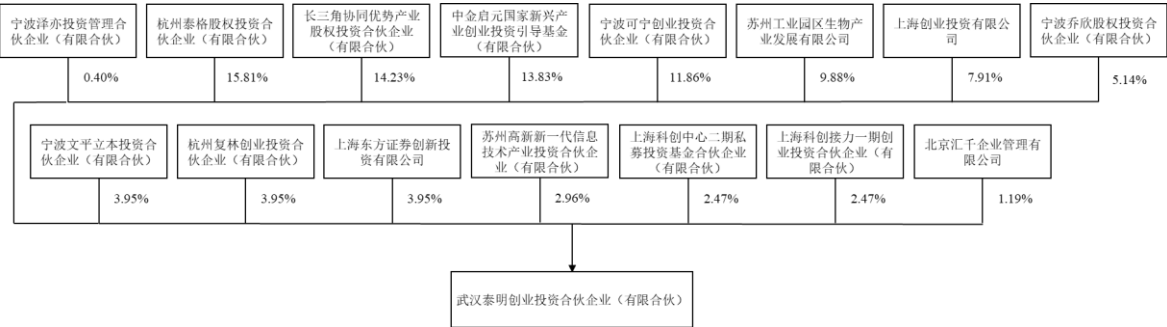 宁波泽亦投资管理合
伙企业（有限合伙）
杭州泰格股权投资合
伙企业（有限合伙）
长三角协同优势产业
股权投资合伙企业
（有限合伙）
中金启元国家新兴产
业创业投资引导基金
（有限合伙）
宁波可宁创业投资合
伙企业（有限合伙）
苏州工业园区生物产
业发展有限公司
上海创业投资有限公
司
宁波乔欣股权投资合
伙企业（有限合伙）
0.40%
15.81%
14.23%
13.83%
11.86%
9.88%
7.91%
5.14%
宁波文平立本投资合
伙企业（有限合伙）
杭州复林创业投资合
伙企业（有限合伙）
上海东方证券创新投
资有限公司
苏州高新新一代信息
技术产业投资合伙企
业（有限合伙）
上海科创中心二期私
募投资基金合伙企业
（有限合伙）
上海科创接力一期创
业投资合伙企业（有
限合伙）
北京汇千企业管理有
限公司
3.95%
3.95%
3.95%
2.96%
2.47%
2.47%
1.19%
武汉泰明创业投资合伙企业（有限合伙）